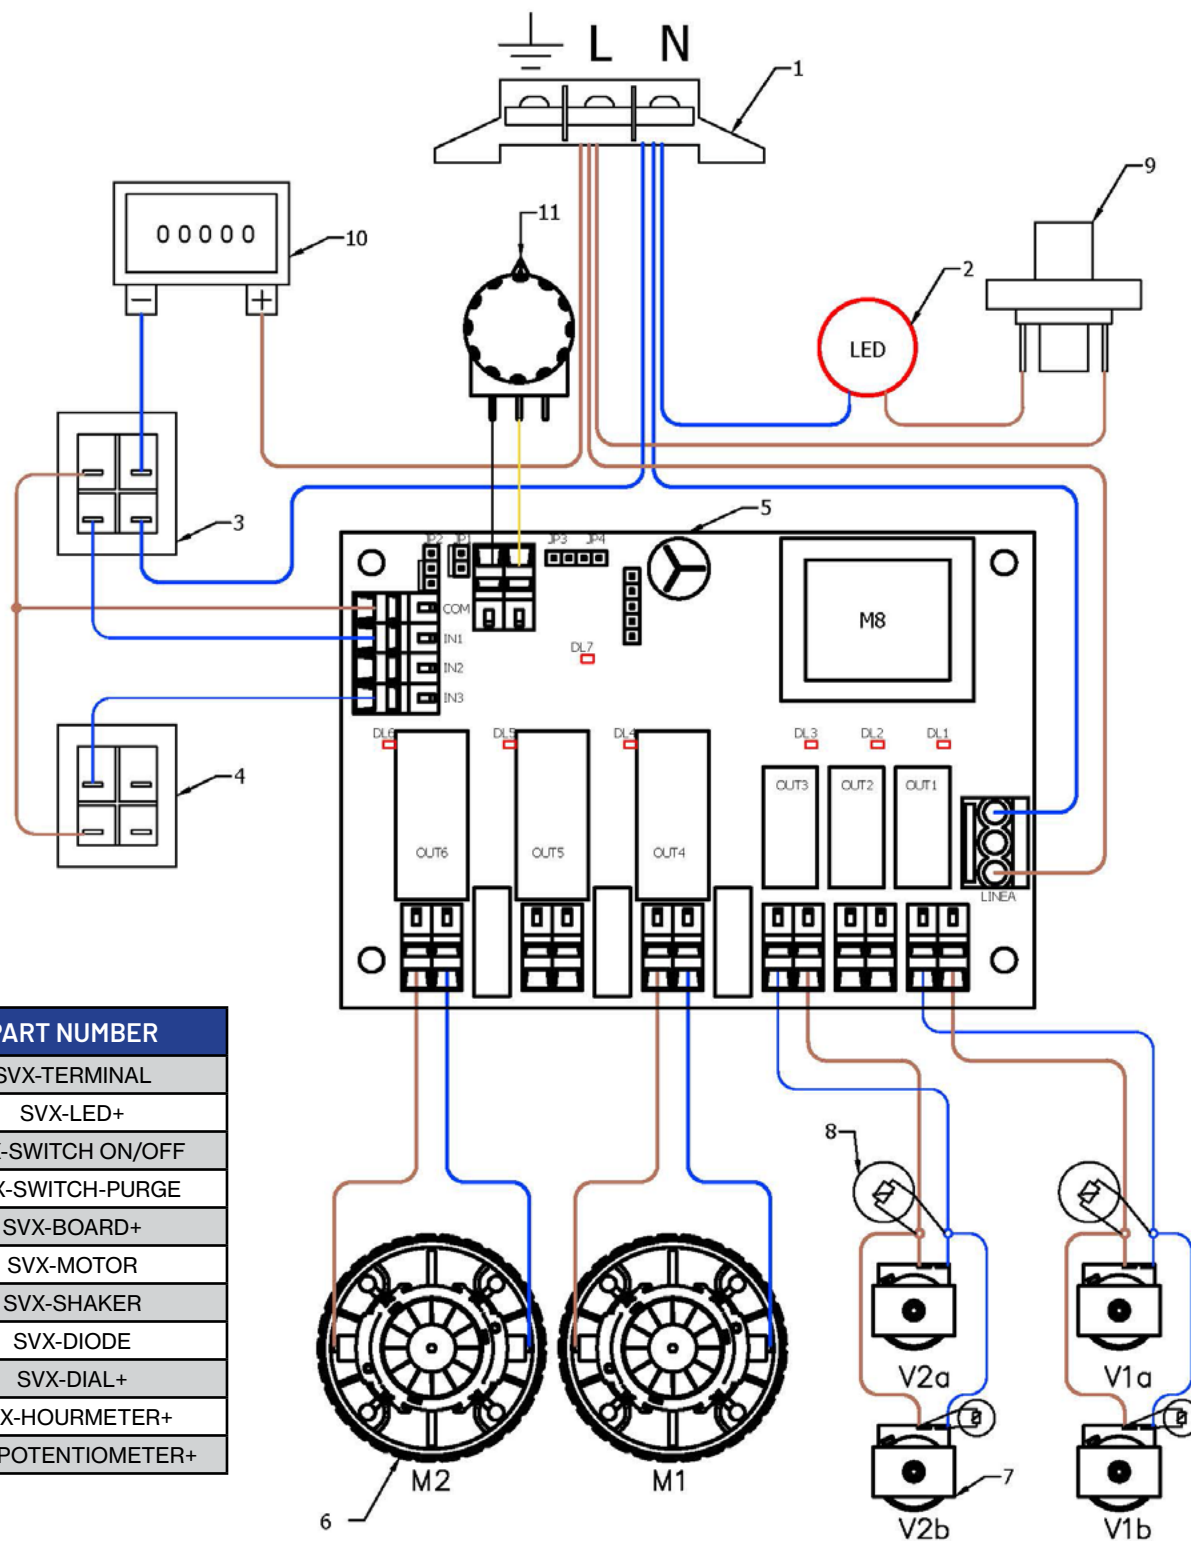 L N
1
9
11
00000
10
2
LED
3
5
JP2 JP1 JP3 JP4
M8
COM
IN1
DL7
IN2
IN3
DL6 DL5 DL4 DL3 DL2 DL1
4
OUT3 OUT2 OUT1
OUT6 OUT5 OUT4
LINEA
PART NUMBER
SVX-TERMINAL
SVX-LED+
-SWITCH ON/OFF
X-SWITCH-PURGE
SVX-BOARD+
SVX-MOTOR
SVX-SHAKER
SVX-DIODE
SVX-DIAL+
X-HOURMETER+
POTENTIOMETER+
8
V2a V1a
M2 M1
7
6
V2b V1b